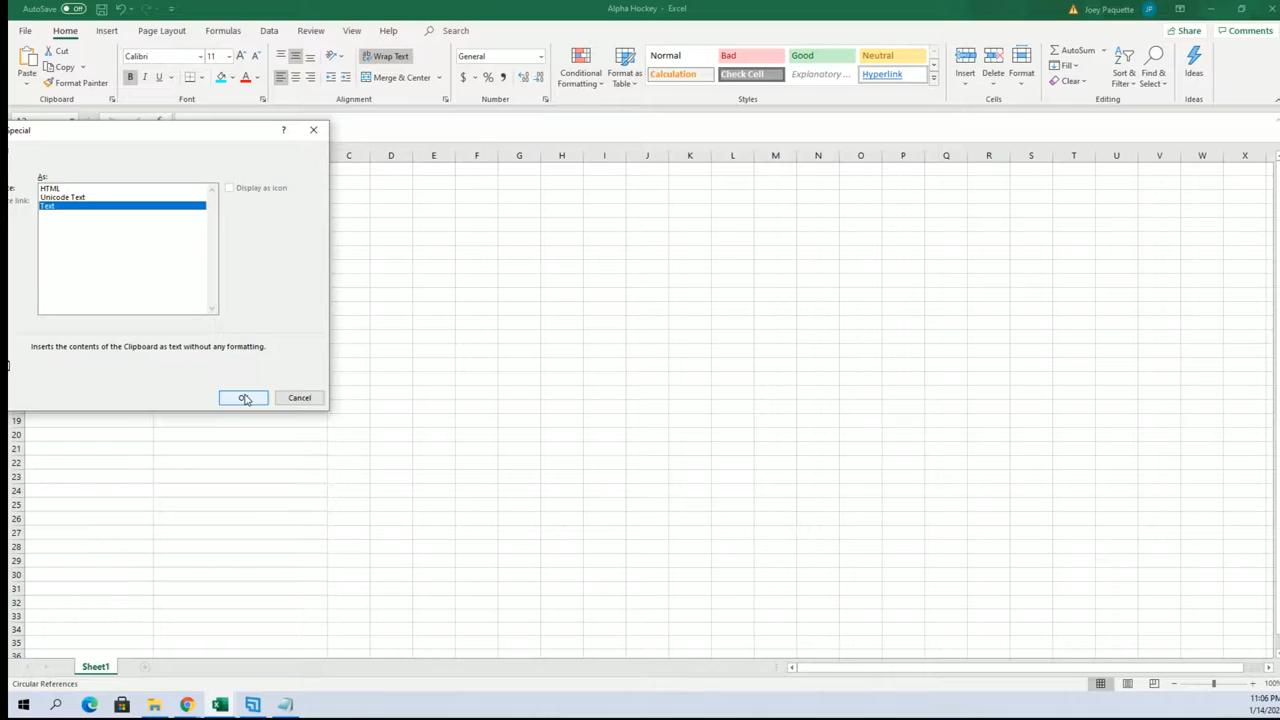 AutoSave Off
Alpha Hockey - Excel
Joey Paquette JP
File Home Insert Page Layout Formulas Data Review View Help Search
Share Comments
Paste
Cut
Copy
Format Painter
Calibri 11
B I U
Wrap Text
Merge & Center
General
$ %
Conditional Formatting
Format as Table
Normal Bad Good Neutral
Calculation Check Cell Explanary ... Hyperlink
Insert Delete Format
AutoSum
Fill
Clear
Sort & Filter
Find & Select
Ideas
Clipboard Font Alignment Number Styles Cells Editing Ideas
Special ?
As:
HTML
Unicode Text
Text
Display as icon
link:
Inserts the contents of the Clipboard as text without any formatting.
Cancel
C D E F G H I J K L M N O P Q R S T U V W X
19
20
21
22
23
24
25
26
27
28
29
30
31
32
33
34
35
36
Sheet1
Circular References
100%
11:06 PM